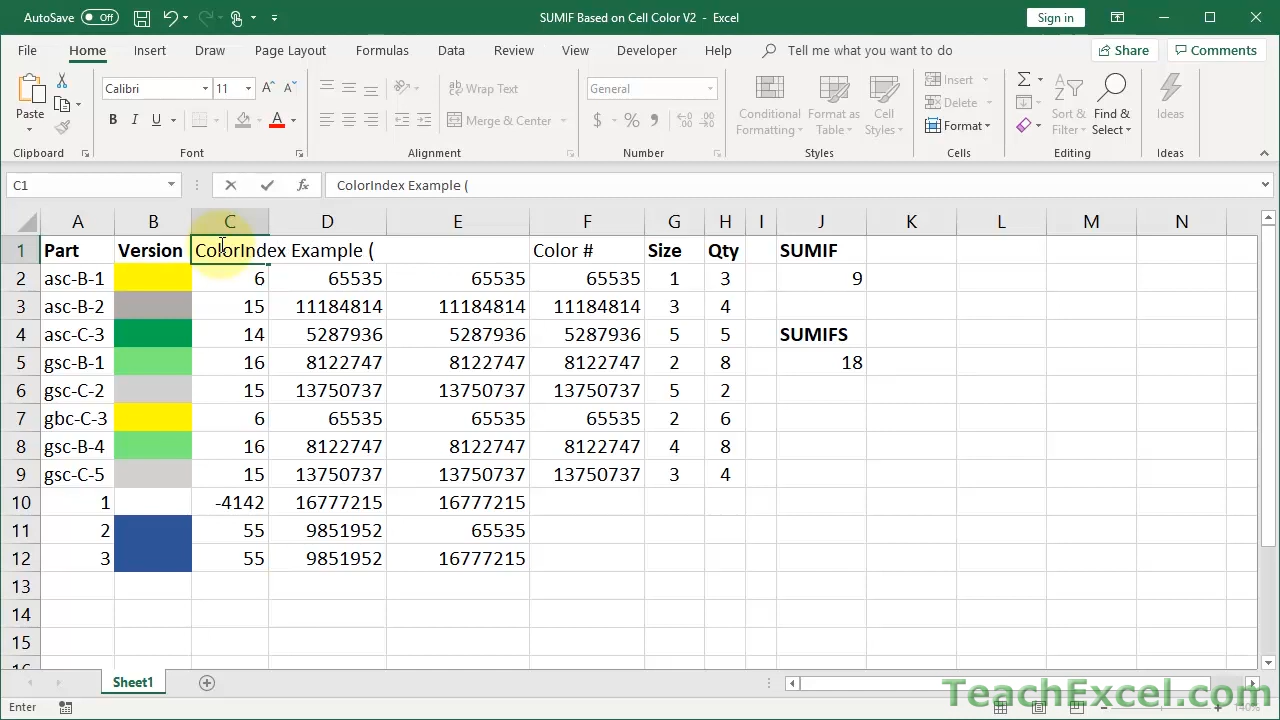 AutoSave Off SUMIF Based on Cell Color V2 - Excel Sign in
File Home Insert Draw Page Layout Formulas Data Review View Developer Help Tell me what you want to do Share Comments
Paste
Calibri 11
B I U A
Wrap Text
Merge & Center
General
$ %
Conditional Formatting
Format as Table
Cell Styles
Insert
Delete
Format
Sort & Filter
Find & Select
Ideas
Clipboard Font Alignment Number Styles Cells Editing Ideas
C1 fx ColorIndex Example (
A B C D E F G H I J K L M N
1 Part Version ColorIndex Example ( Color # Size Qty SUMIF
2 asc-B-1 6 65535 65535 65535 1 3 9
3 asc-B-2 15 11184814 11184814 11184814 3 4
4 asc-C-3 14 5287936 5287936 5287936 5 5 SUMIFS
5 gsc-B-1 16 8122747 8122747 8122747 2 8 18
6 gsc-C-2 15 13750737 13750737 13750737 5 2
7 gbc-C-3 6 65535 65535 65535 2 6
8 gsc-B-4 16 8122747 8122747 8122747 4 8
9 gsc-C-5 15 13750737 13750737 13750737 3 4
10 1 -4142 16777215 16777215
11 2 55 9851952 65535
12 3 55 9851952 16777215
13
14
15
Sheet1
TeachExcel.com
Enter